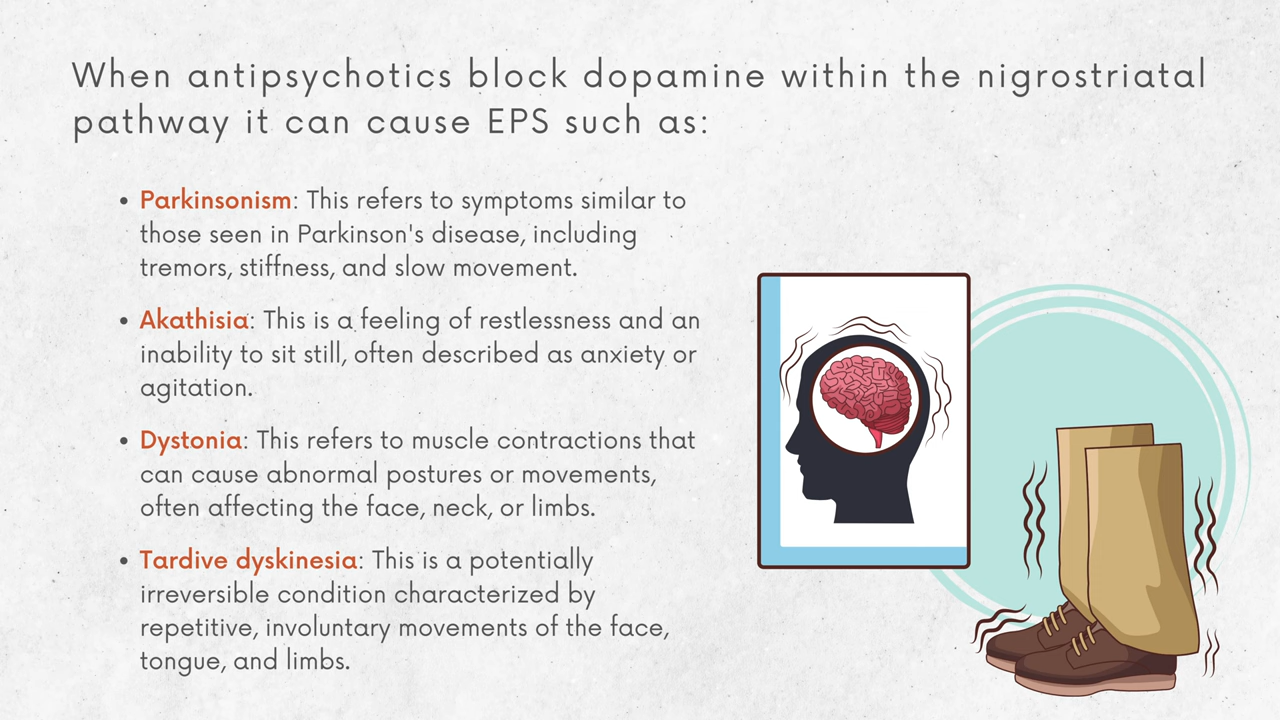 When antipsychotics block dopamine within the nigrostriatal
pathway it can cause EPS such as:
• Parkinsonism: This refers to symptoms similar to
those seen in Parkinson's disease, including
tremors, stiffness, and slow movement.
• Akathisia: This is a feeling of restlessness and an
inability to sit still, often described as anxiety or
agitation.
• Dystonia: This refers to muscle contractions that
can cause abnormal postures or movements,
often affecting the face, neck, or limbs.
• Tardive dyskinesia: This is a potentially
irreversible condition characterized by
repetitive, involuntary movements of the face,
tongue, and limbs.